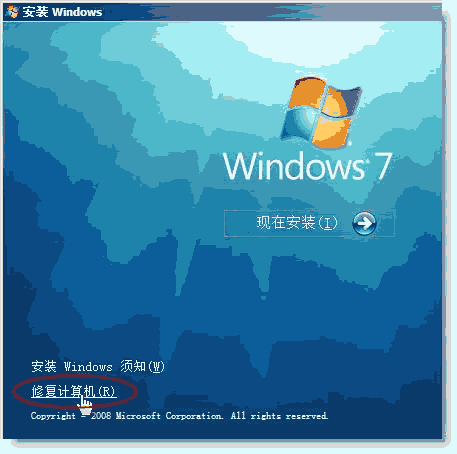 安装 Windows
Windows 7
现在安装(I)
安装 Windows 须知(W)
修复计算机(R)
Copyright - 2008 Microsoft Corporation. All rights reserved.